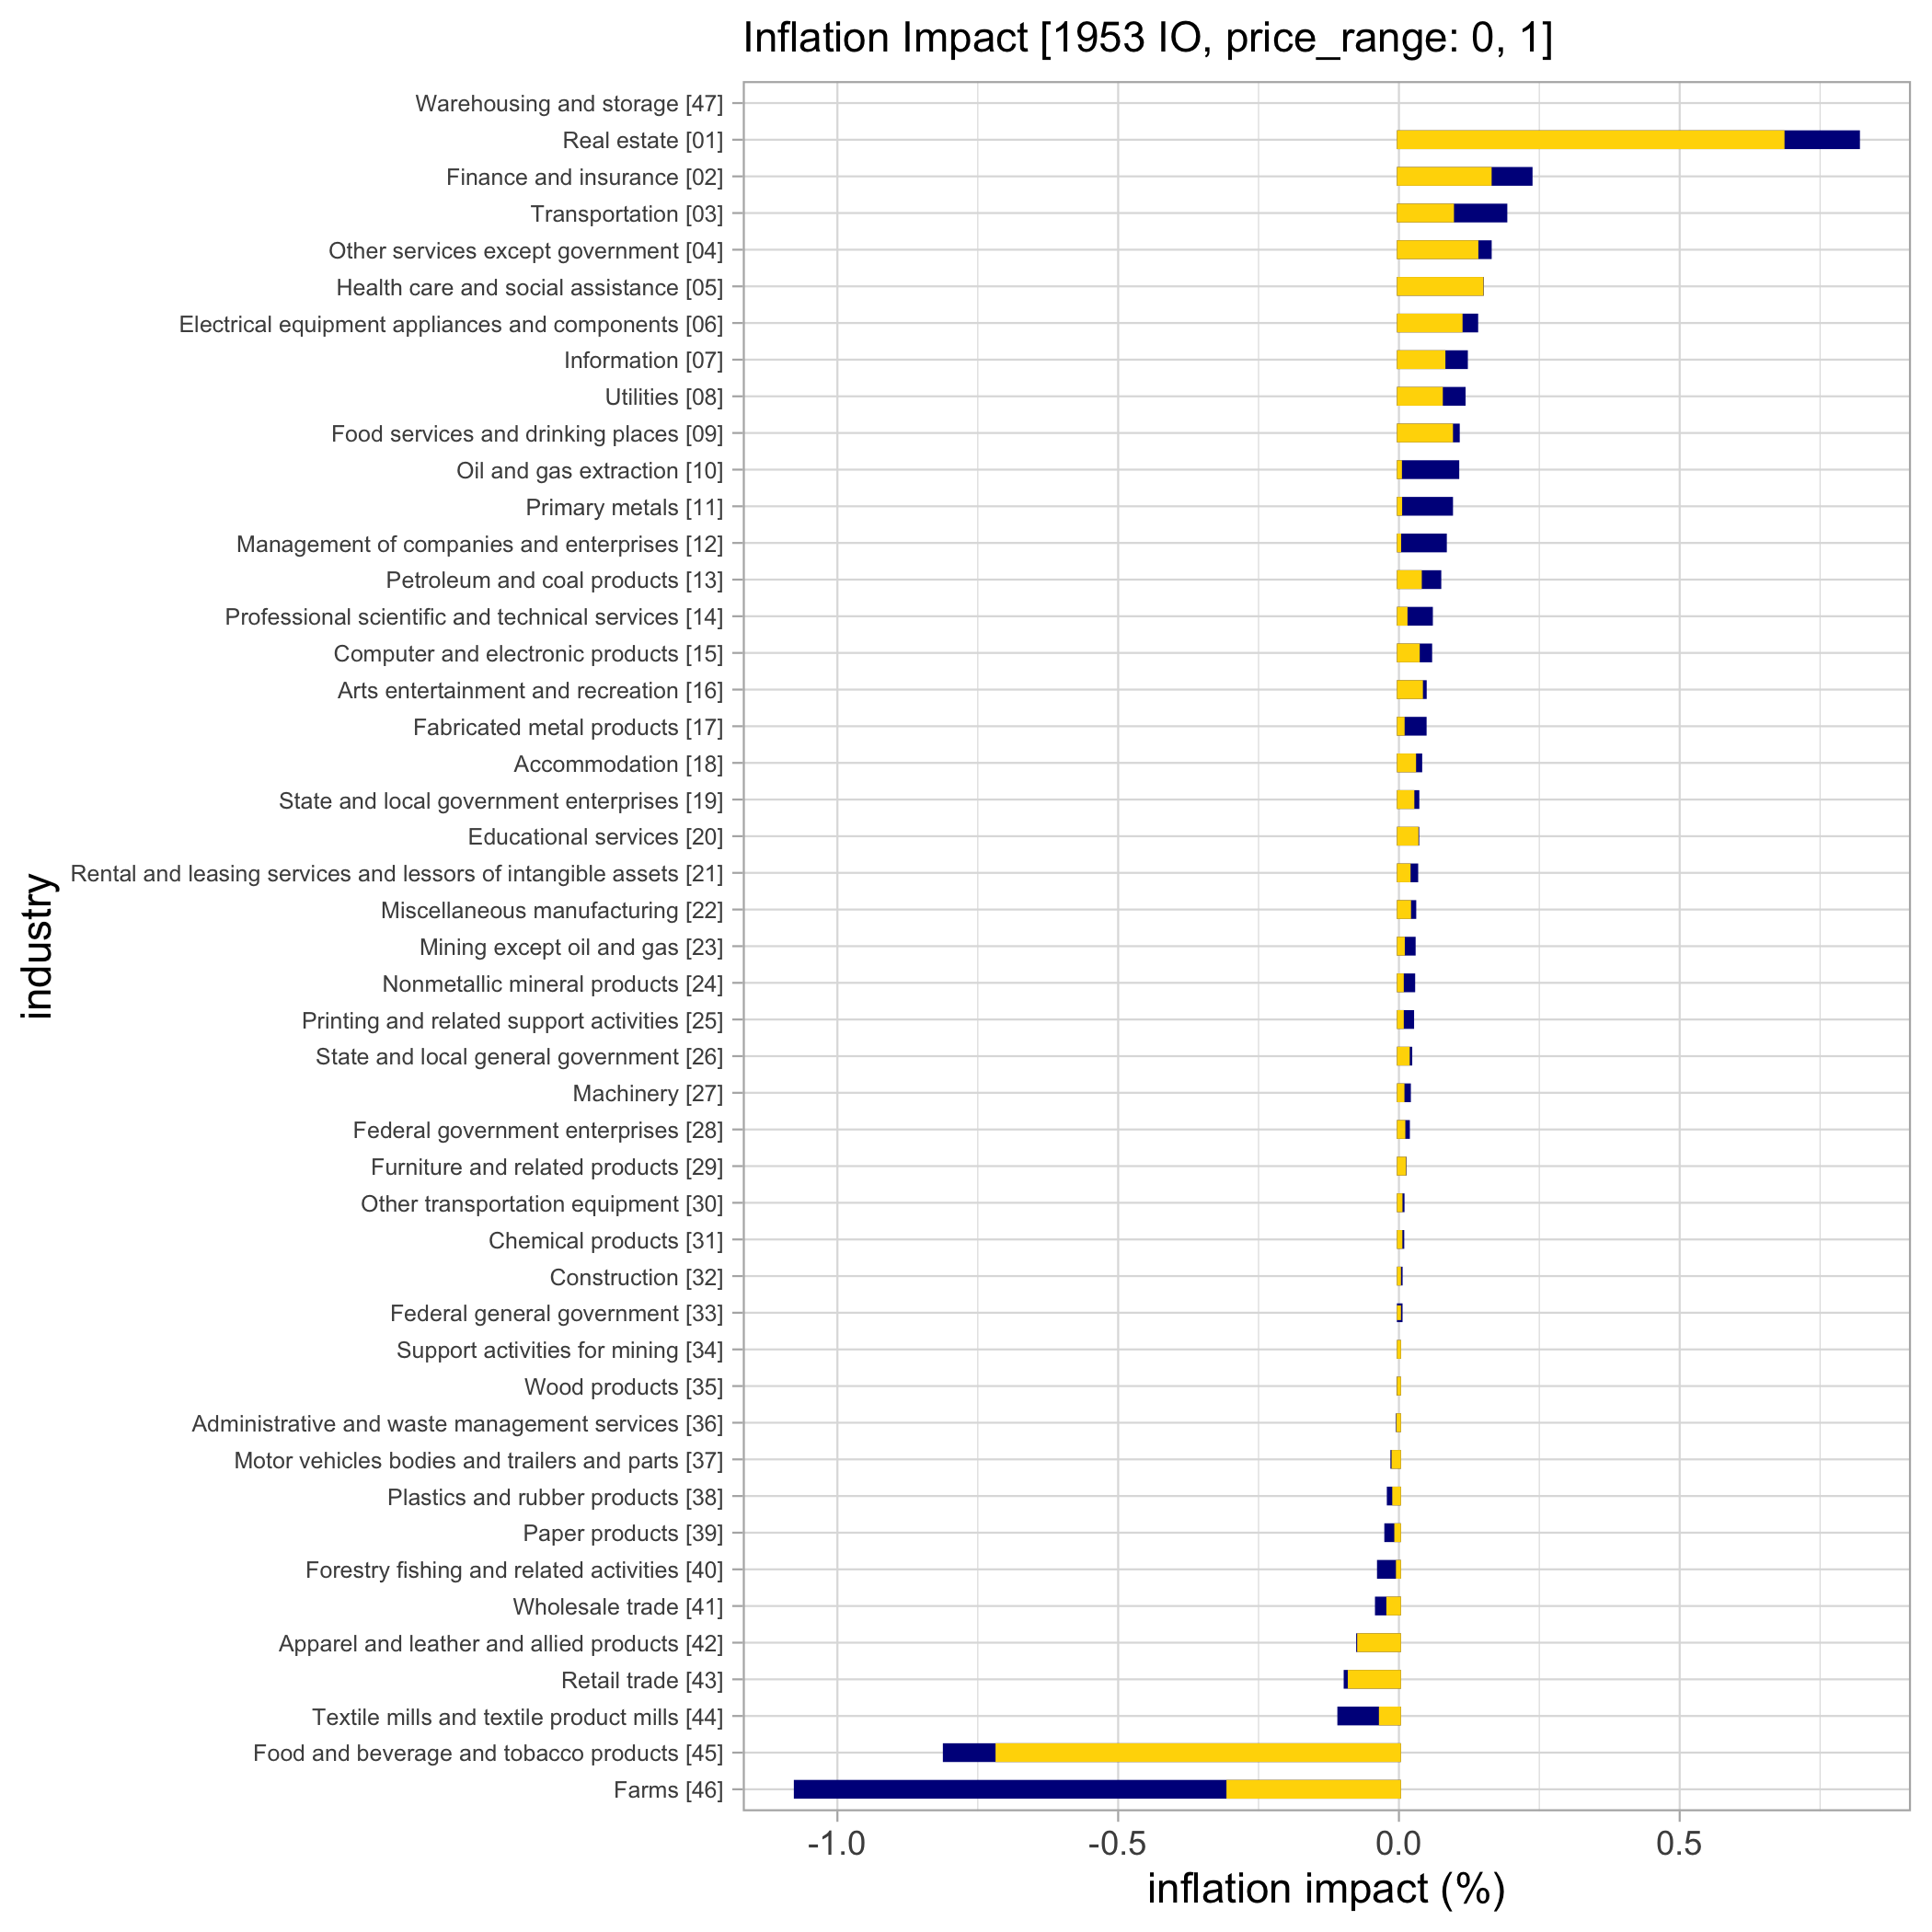 Inflation Impact [1953 IO, price_range: 0, 1]
Warehousing and storage [47]
Real estate [01]
Finance and insurance [02]
Transportation [03]
Other services except government [04]
Health care and social assistance [05]
Electrical equipment appliances and components [06]
Information [07]
Utilities [08]
Food services and drinking places [09]
Oil and gas extraction [10]
Primary metals [11]
Management of companies and enterprises [12]
Petroleum and coal products [13]
Professional scientific and technical services [14]
Computer and electronic products [15]
Arts entertainment and recreation [16]
Fabricated metal products [17]
Accommodation [18]
State and local government enterprises [19]
Educational services [20]
Rental and leasing services and lessors of intangible assets [21]
Miscellaneous manufacturing [22]
Mining except oil and gas [23]
Nonmetallic mineral products [24]
Printing and related support activities [25]
State and local general government [26]
Machinery [27]
Federal government enterprises [28]
Furniture and related products [29]
Other transportation equipment [30]
Chemical products [31]
Construction [32]
Federal general government [33]
Support activities for mining [34]
Wood products [35]
Administrative and waste management services [36]
Motor vehicles bodies and trailers and parts [37]
Plastics and rubber products [38]
Paper products [39]
Forestry fishing and related activities [40]
Wholesale trade [41]
Apparel and leather and allied products [42]
Retail trade [43]
Textile mills and textile product mills [44]
Food and beverage and tobacco products [45]
Farms [46]
industry
-1.0 -0.5 0.0 0.5
inflation impact (%)